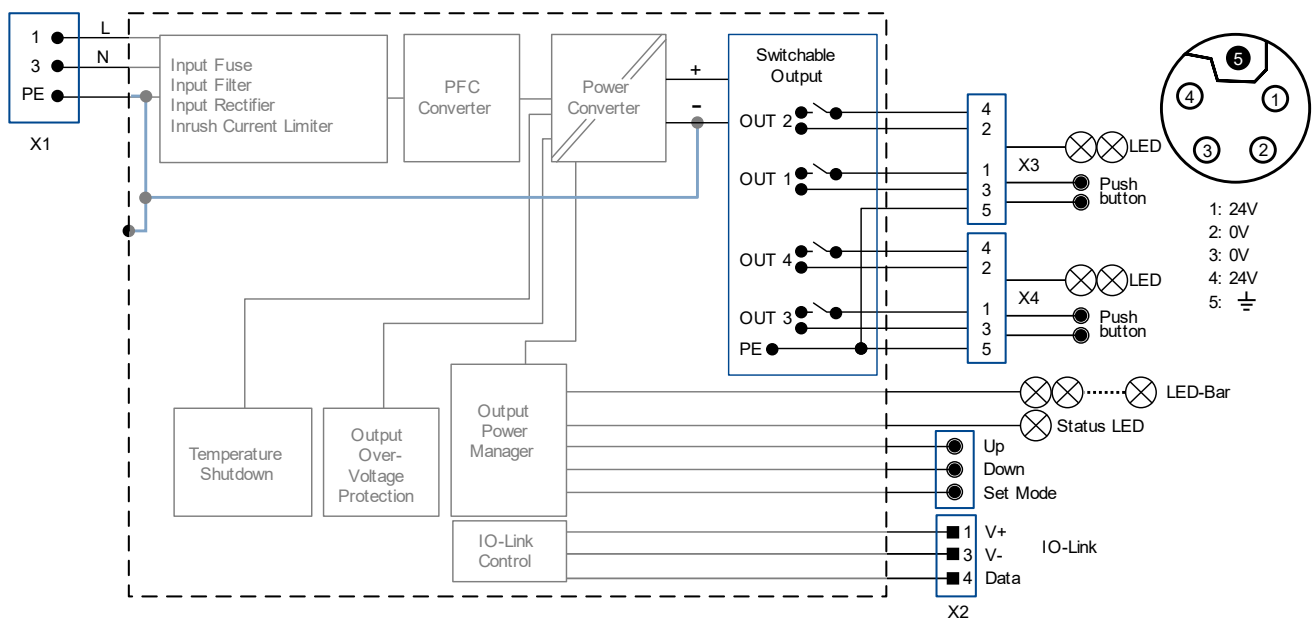 1
L
3
N
PE
X1
Input Fuse
Input Filter
Input Rectifier
Inrush Current Limiter
PFC
Converter
Power
Converter
+
-
Switchable
Output
OUT 2
OUT 1
OUT 4
OUT 3
PE
4
2
1
3
5
X3
LED
Push
button
4
2
1
3
5
X4
LED
Push
button
5
4
1
3
2
1: 24V
2: 0V
3: 0V
4: 24V
5:
Temperature
Shutdown
Output
Over-
Voltage
Protection
Output
Power
Manager
IO-Link
Control
LED-Bar
Status LED
Up
Down
Set Mode
1 V+
3 V-
4 Data
IO-Link
X2